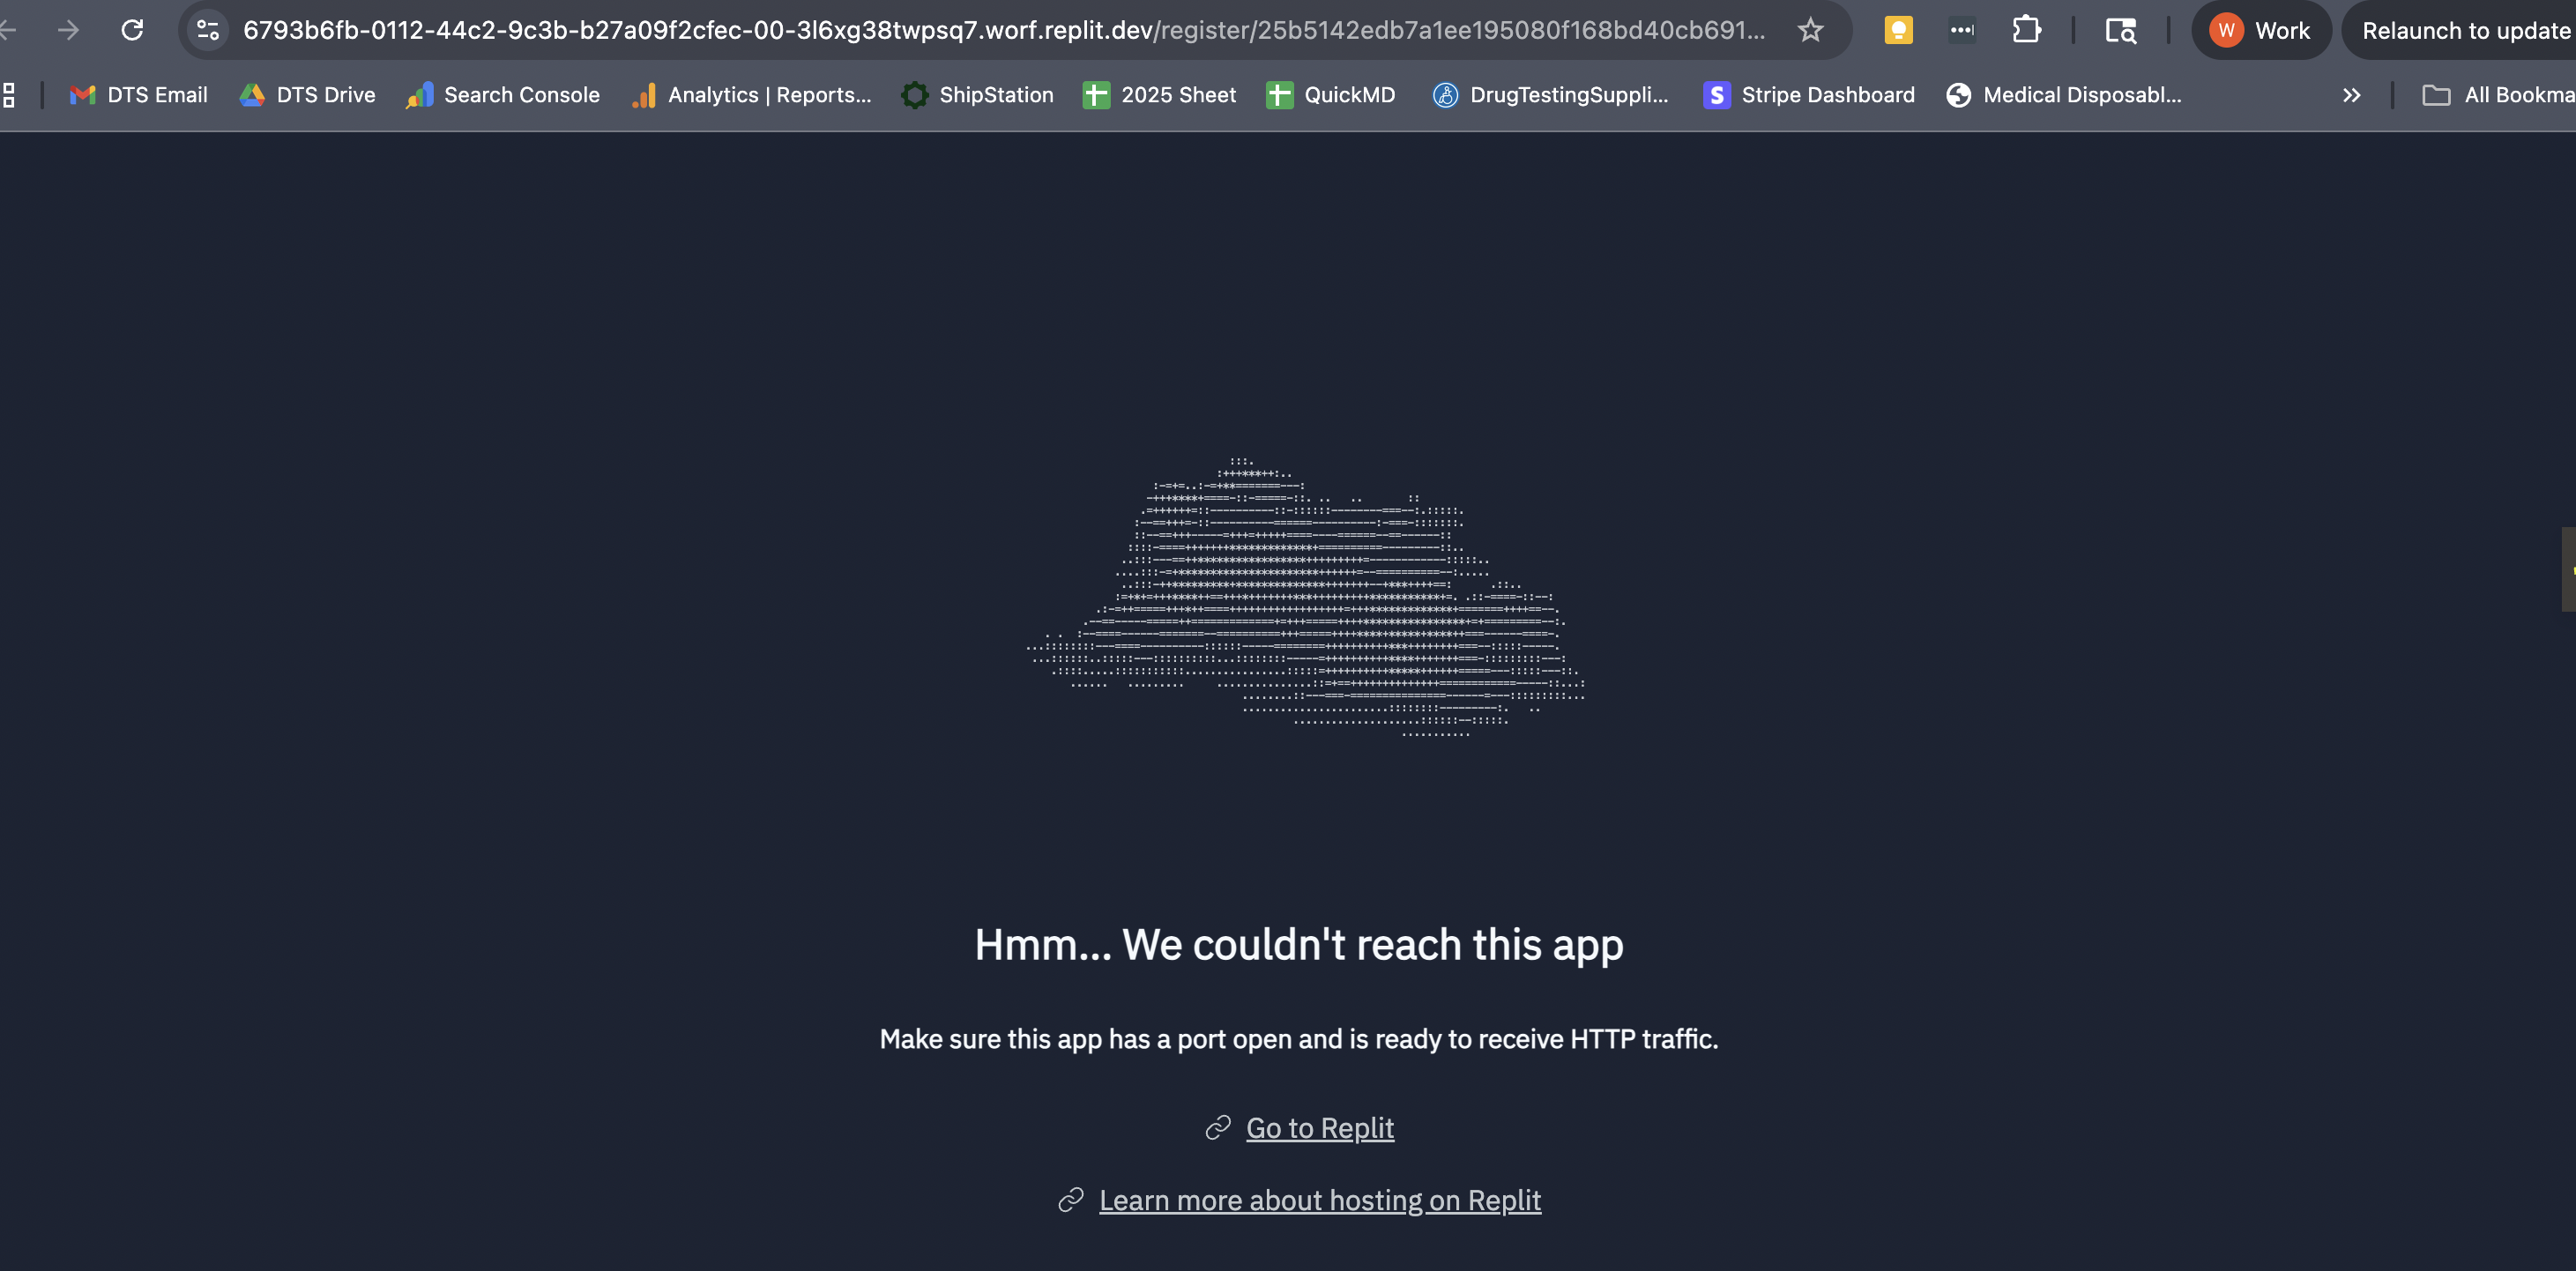 6793b6fb-0112-44c2-9c3b-b27a09f2cfec-00-3l6xg38twpsq7.worf.replit.dev/register/25b5142edb7a1ee195080f168bd40cb691...
W Work
Relaunch to update
DTS Email
DTS Drive
Search Console
Analytics | Reports...
ShipStation
2025 Sheet
QuickMD
DrugTestingSuppli...
S Stripe Dashboard
Medical Disposabl...
All Bookma
Hmm... We couldn't reach this app
Make sure this app has a port open and is ready to receive HTTP traffic.
Go to Replit
Learn more about hosting on Replit